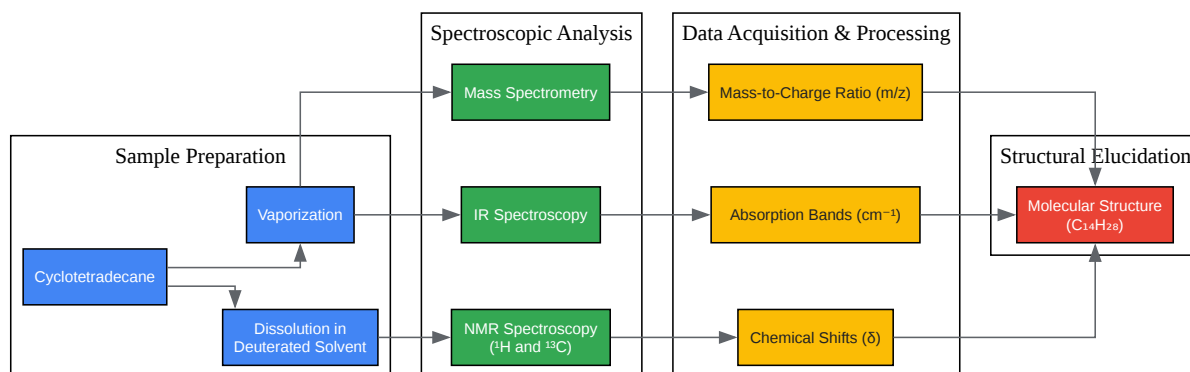 Spectroscopic Analysis
Data Acquisition & Processing
Mass Spectrometry
Mass-to-Charge Ratio (m/z)
Sample Preparation
Structural Elucidation
Vaporization
IR Spectroscopy
Absorption Bands (cm⁻¹)
Molecular Structure
(C₁₄H₂₈)
Cyclotetradecane
Dissolution in
Deuterated Solvent
NMR Spectroscopy
(¹H and ¹³C)
Chemical Shifts (δ)